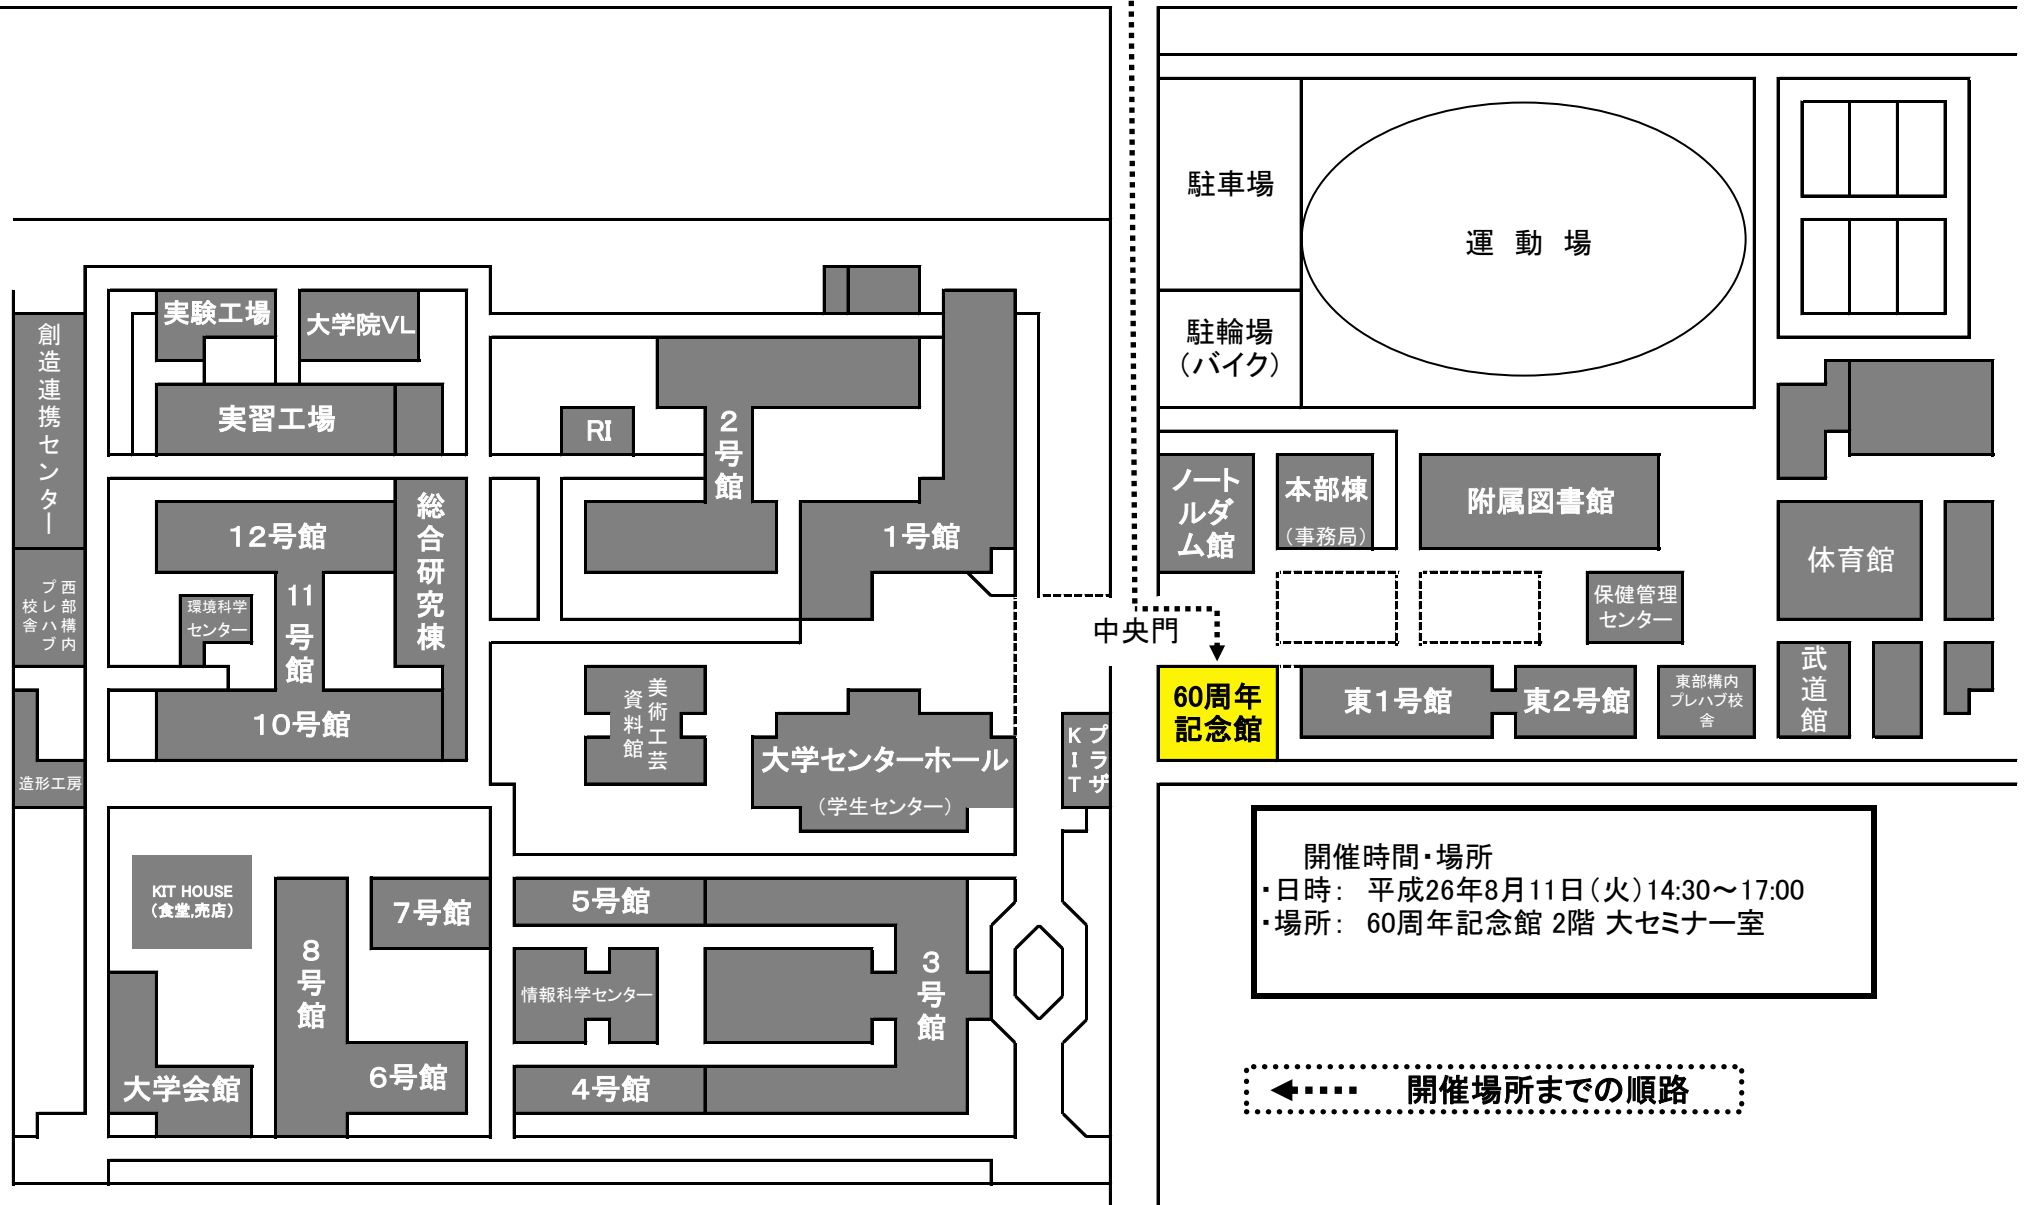 駐車場
運 動 場
駐輪場
(バイク)
実験工場
大学院VL
創造連携センター
実習工場
RI
2号館
1号館
12号館
総合研究棟
11号館
環境科学
センター
西部構内
プレハブ
校舎
10号館
造形工房
美術工芸
資料館
大学センターホール
(学生センター)
プラザ
KIT
中央門
ノート
ルダ
ム館
本部棟
(事務局)
附属図書館
保健管理
センター
体育館
60周年
記念館
東1号館
東2号館
東部構内
プレハブ校
舎
武道館
KIT HOUSE
(食堂,売店)
8号館
7号館
5号館
情報科学センター
3号館
6号館
4号館
大学会館
開催時間・場所
・日時: 平成26年8月11日(火)14:30～17:00
・場所: 60周年記念館 2階 大セミナー室
開催場所までの順路